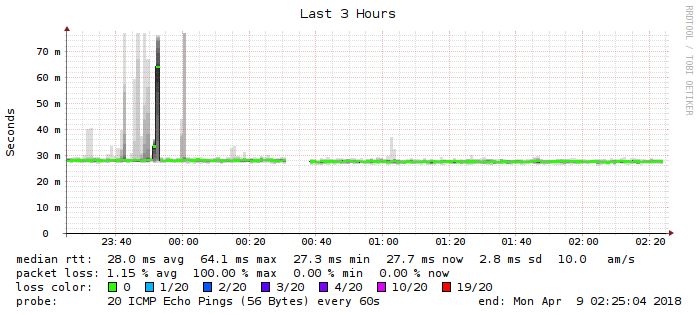 Last 3 Hours
RRDTOOL / TOBI OETIKER
Seconds
70 m
60 m
50 m
40 m
30 m
20 m
10 m
0
23:40 00:00 00:20 00:40 01:00 01:20 01:40 02:00 02:20
median rtt: 28.0 ms avg 64.1 ms max 27.3 ms min 27.7 ms now 2.8 ms sd 10.0 am/s
packet loss: 1.15 % avg 100.00 % max 0.00 % min 0.00 % now
loss color: 0 1/20 2/20 3/20 4/20 10/20 19/20
probe: 20 ICMP Echo Pings (56 Bytes) every 60s end: Mon Apr 9 02:25:04 2018